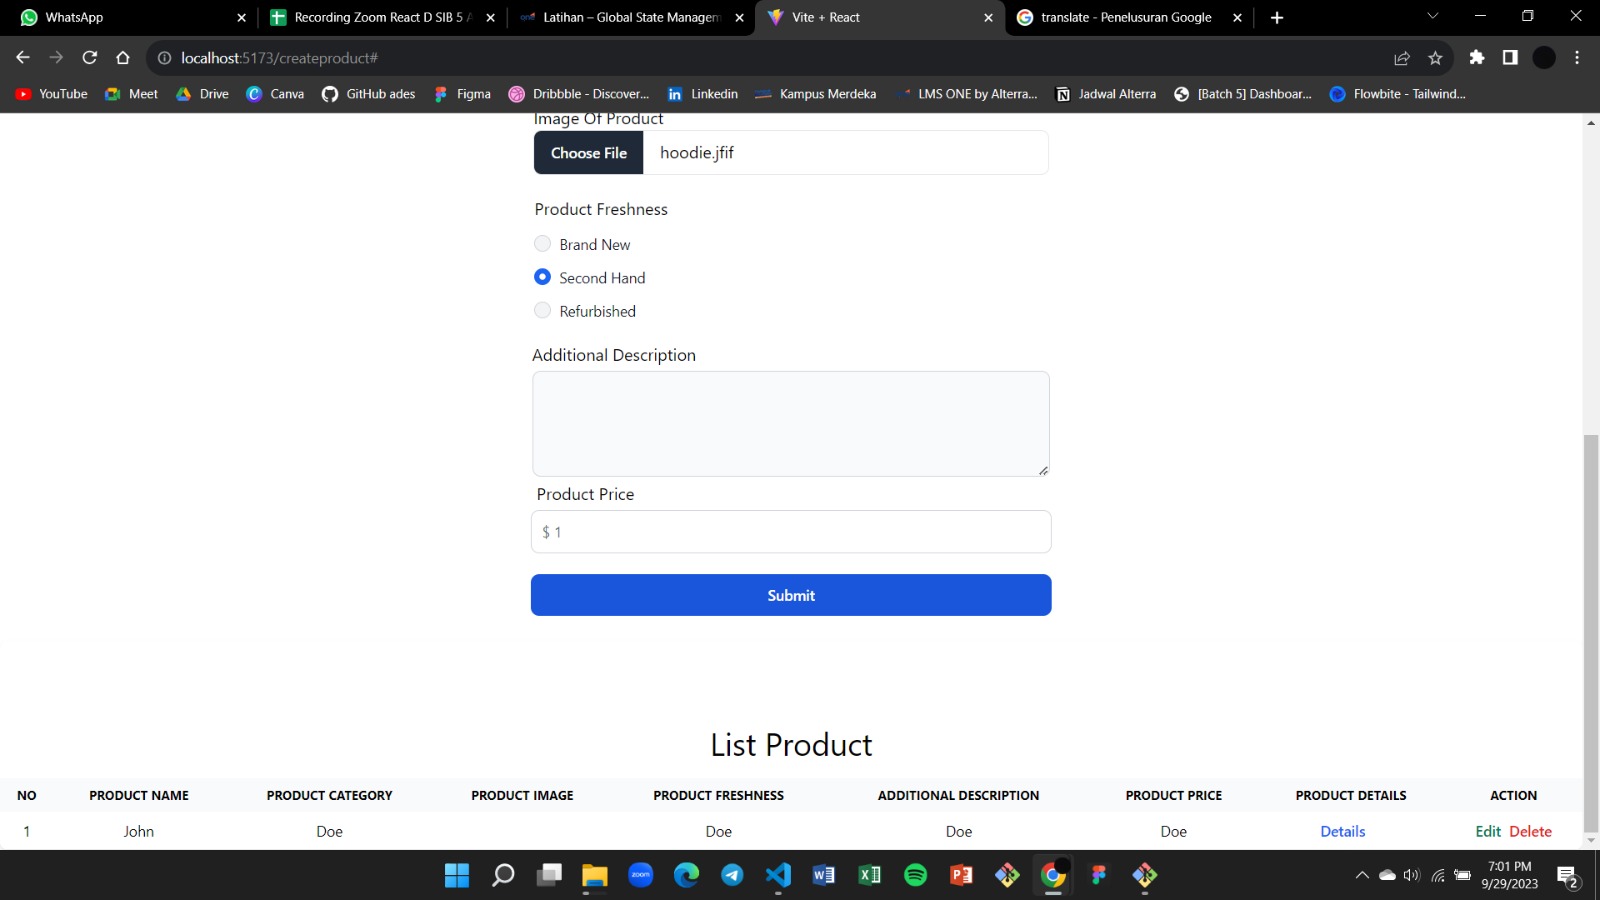 WhatsApp
Recording Zoom React D SIB 5 A
Latihan – Global State Managem
Vite + React
translate - Penelusuran Google
localhost:5173/createproduct#
YouTube
Meet
Drive
Canva
GitHub ades
Figma
Dribbble - Discover...
Linkedin
Kampus Merdeka
LMS ONE by Alterra...
Jadwal Alterra
[Batch 5] Dashboar...
Flowbite - Tailwind...
Image Of Product
Choose File hoodie.jfif
Product Freshness
Brand New
Second Hand
Refurbished
Additional Description
Product Price
$ 1
Submit
List Product
NO PRODUCT NAME PRODUCT CATEGORY PRODUCT IMAGE PRODUCT FRESHNESS ADDITIONAL DESCRIPTION PRODUCT PRICE PRODUCT DETAILS ACTION
1 John Doe Doe Doe Doe Details Edit Delete
zoom
7:01 PM
9/29/2023
2